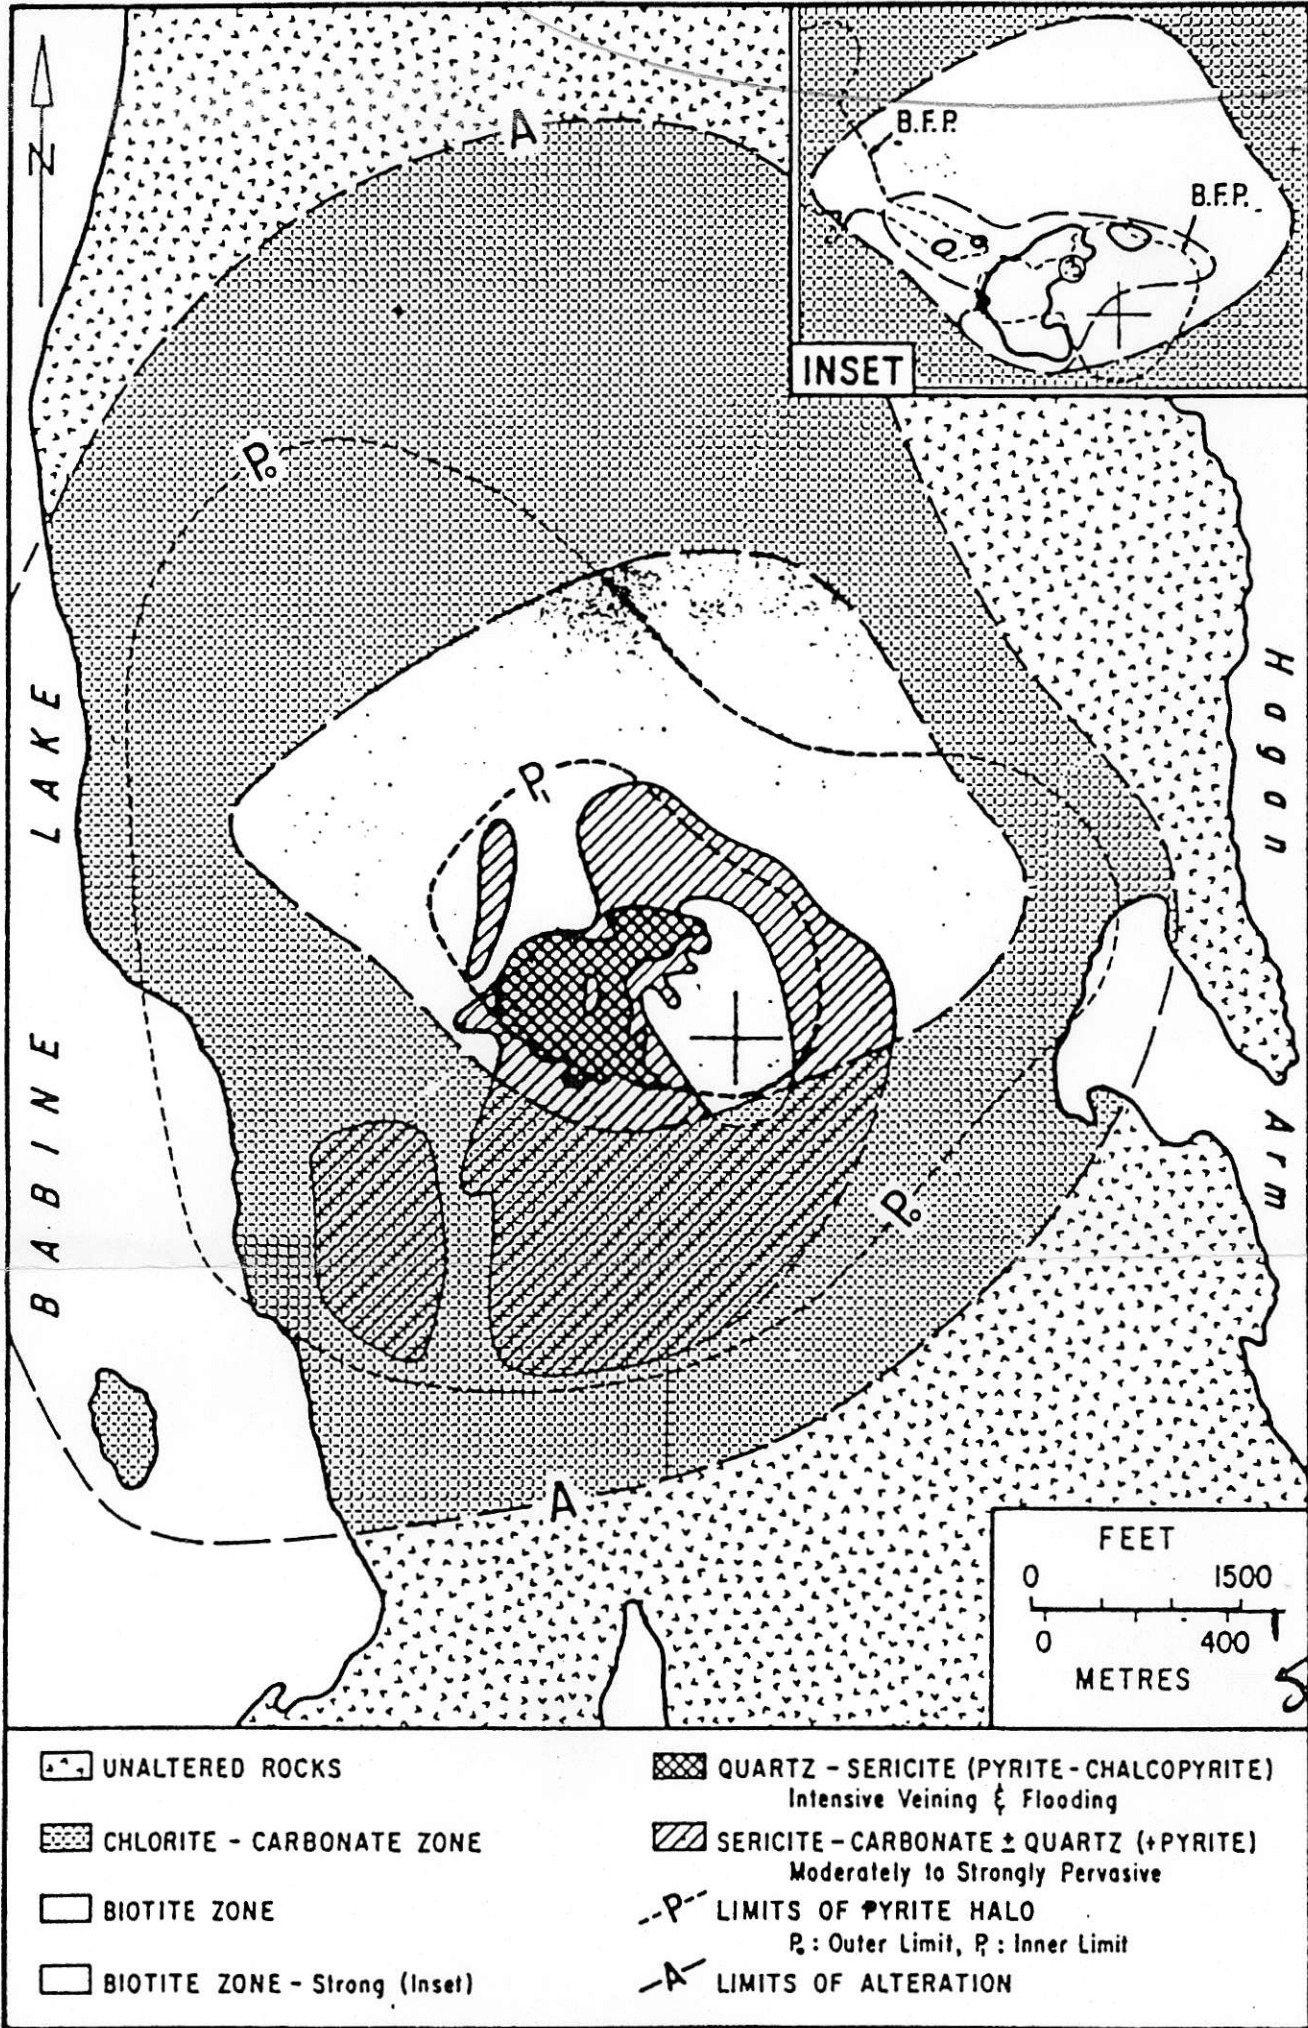 N
A
B.F.P.
B.F.P.
INSET
Po
LAKE
Hagan
Pi
BABINE
Arm
Po
A
FEET
0 1500
0 400
METRES
UNALTERED ROCKS
CHLORITE - CARBONATE ZONE
BIOTITE ZONE
BIOTITE ZONE - Strong (Inset)
QUARTZ - SERICITE (PYRITE - CHALCOPYRITE)
Intensive Veining & Flooding
SERICITE - CARBONATE ± QUARTZ (+PYRITE)
Moderately to Strongly Pervasive
P LIMITS OF PYRITE HALO
Po : Outer Limit, Pi : Inner Limit
A LIMITS OF ALTERATION